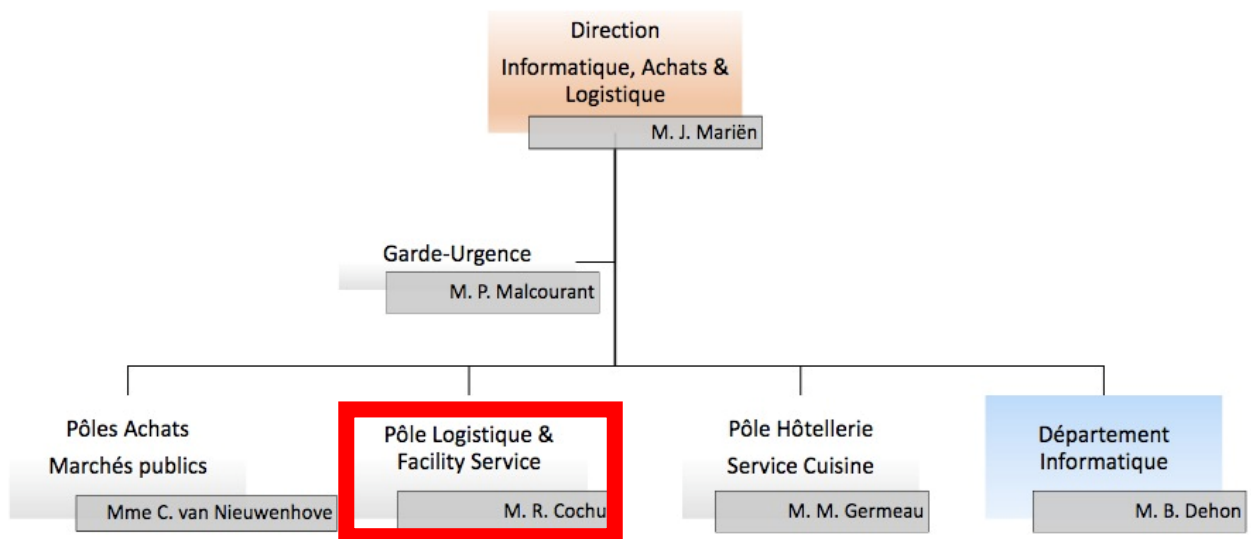 Direction
Informatique, Achats &
Logistique
M. J. Mariën
Garde-Urgence
M. P. Malcourant
Pôles Achats
Marchés publics
Mme C. van Nieuwenhove
Pôle Logistique &
Facility Service
M. R. Cochu
Pôle Hôtellerie
Service Cuisine
M. M. Germeau
Département
Informatique
M. B. Dehon